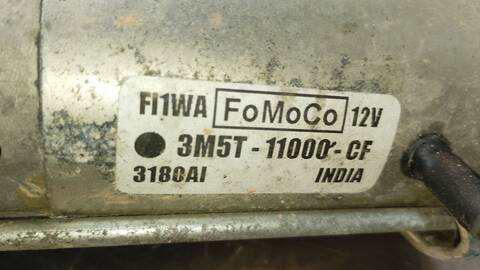 FI1WA FoMoCo 12V
3M5T-11000-CF
3180AI INDIA